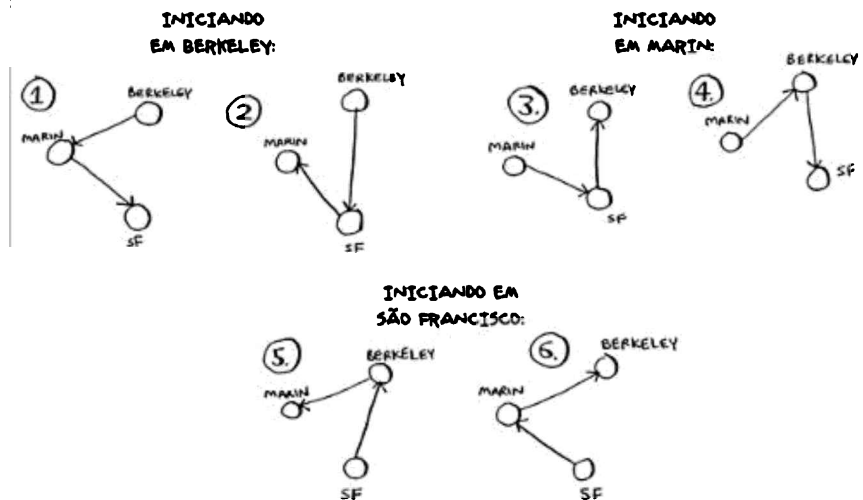 INICIANDO
EM BERKELEY:
1
BERKELEY
MARIN
SF
2
BERKELEY
MARIN
SF
INICIANDO
EM MARIN:
3.
BERKELEY
MARIN
SF
4.
BERKELEY
MARIN
SF
INICIANDO EM
SÃO FRANCISCO:
5.
BERKELEY
MARIN
SF
6.
BERKELEY
MARIN
SF